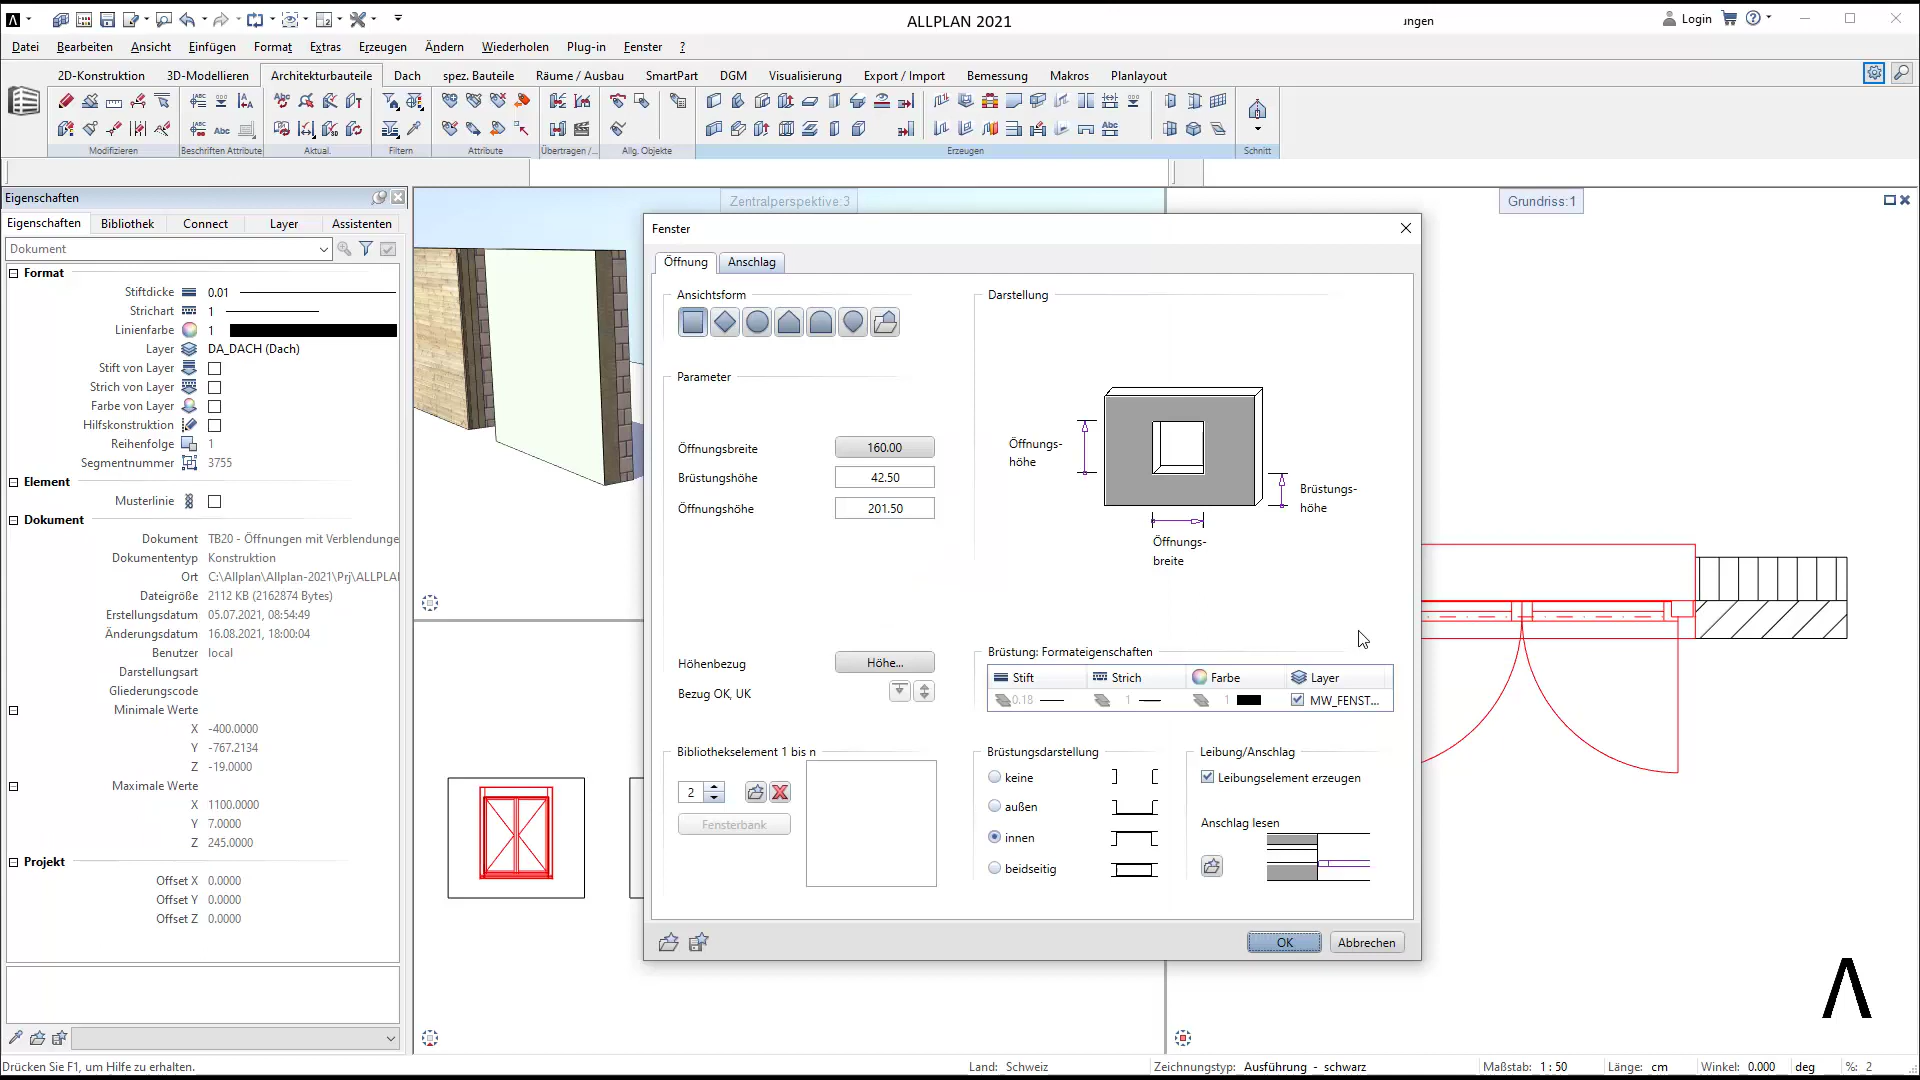 ALLPLAN 2021
ungen
Login
Datei Bearbeiten Ansicht Einfügen Format Extras Erzeugen Ändern Wiederholen Plug-in Fenster ?
2D-Konstruktion 3D-Modellieren Architekturbauteile Dach spez. Bauteile Räume / Ausbau SmartPart DGM Visualisierung Export / Import Bemessung Makros Planlayout
Modifizieren Beschriften Attribute Aktual. Filtern Attribute Übertragen /... Allg. Objekte Erzeugen Schnitt
Eigenschaften
Eigenschaften Bibliothek Connect Layer Assistenten
Dokument
Format
Stiftdicke 0.01
Strichart 1
Linienfarbe 1
Layer DA_DACH (Dach)
Stift von Layer
Strich von Layer
Farbe von Layer
Hilfskonstruktion
Reihenfolge 1
Segmentnummer 3755
Element
Musterlinie
Dokument
Dokument TB20 - Öffnungen mit Verblendunge
Dokumententyp Konstruktion
Ort C:\Allplan\Allplan-2021\Prj\ALLPLA
Dateigröße 2112 KB (2162874 Bytes)
Erstellungsdatum 05.07.2021, 08:54:49
Änderungsdatum 16.08.2021, 18:00:04
Benutzer local
Darstellungsart
Gliederungscode
Minimale Werte
X -400.0000
Y -767.2134
Z -19.0000
Maximale Werte
X 1100.0000
Y 7.0000
Z 245.0000
Projekt
Offset X 0.0000
Offset Y 0.0000
Offset Z 0.0000
Zentralperspektive:3
Grundriss:1
Fenster
Öffnung Anschlag
Ansichtsform
Darstellung
Parameter
Öffnungsbreite 160.00
Brüstungshöhe 42.50
Öffnungshöhe 201.50
Öffnungs-
höhe
Brüstungs-
höhe
Öffnungs-
breite
Höhenbezug Höhe...
Bezug OK, UK
Brüstung: Formateigenschaften
Stift Strich Farbe Layer
0.18 1 1 MW_FENST...
Bibliothekselement 1 bis n
2
Fensterbank
Brüstungsdarstellung
keine
außen
innen
beidseitig
Leibung/Anschlag
Leibungselement erzeugen
Anschlag lesen
OK Abbrechen
Drücken Sie F1, um Hilfe zu erhalten.
Land: Schweiz Zeichnungstyp: Ausführung - schwarz Maßstab: 1 : 50 Länge: cm Winkel: 0.000 deg %: 2